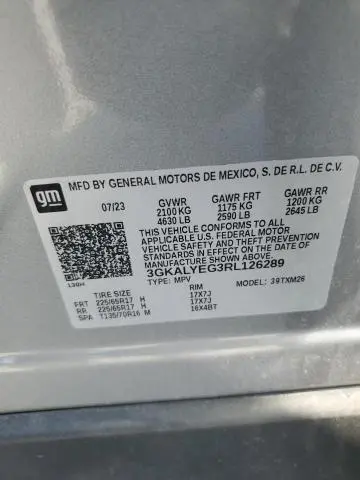 gm
MFD BY GENERAL MOTORS DE MEXICO, S. DE R.L. DE C.V.
07/23 GVWR GAWR FRT GAWR RR
2100 KG 1175 KG 1200 KG
4630 LB 2590 LB 2645 LB
THIS VEHICLE CONFORMS TO ALL
APPLICABLE U.S. FEDERAL MOTOR
VEHICLE SAFETY AND THEFT PREVENTION
STANDARDS IN EFFECT ON THE DATE OF
MANUFACTURE SHOWN ABOVE.
3GKALYEG3RL126289
TYPE: MPV MODEL: 39TXM26
TIRE SIZE RIM
FRT 225/65R17 H 17X7J
RR 225/65R17 H 17X7J
SPA T135/70R16 M 16X4BT